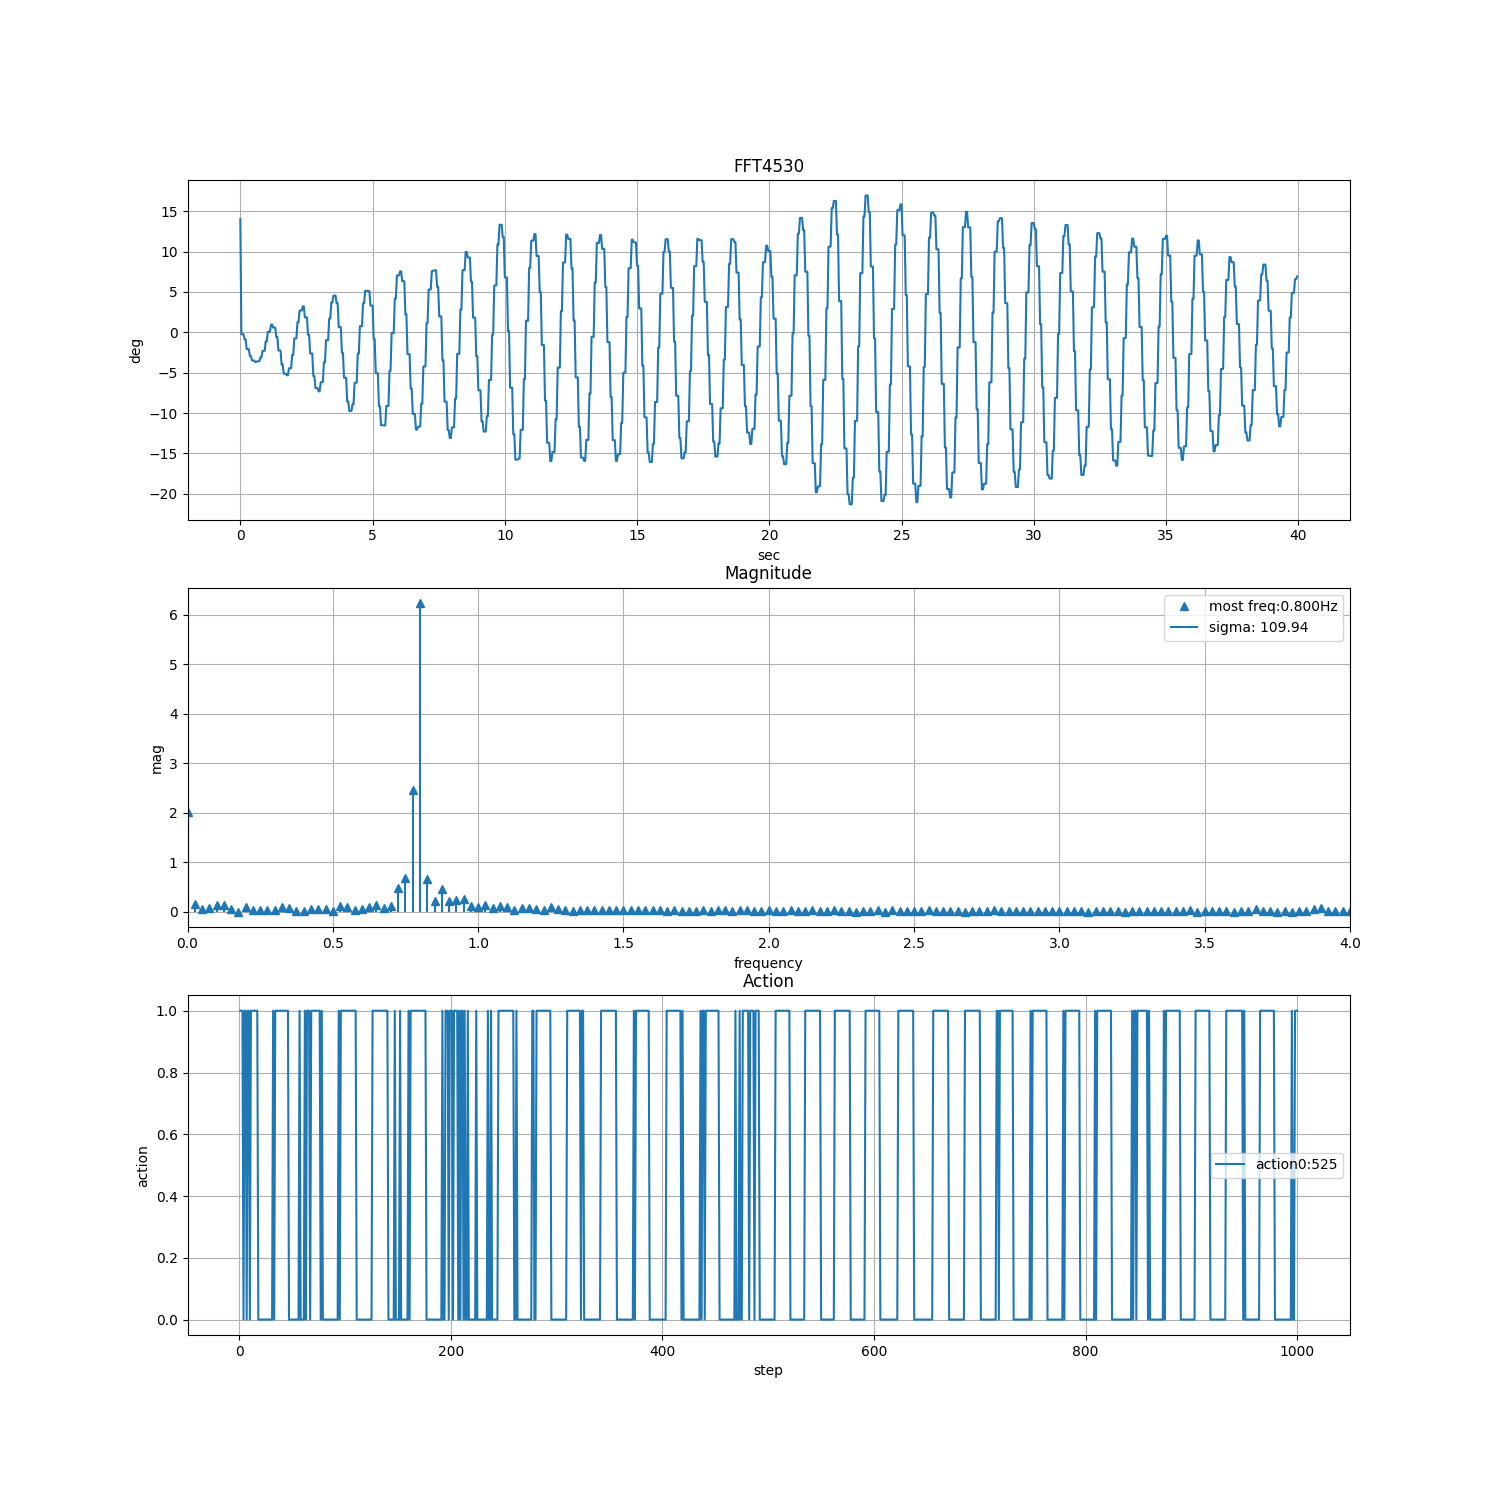 FFT4530
15
10
5
0
−5
−10
−15
−20
deg
0 5 10 15 20 25 30 35 40
sec
Magnitude
most freq:0.800Hz
sigma: 109.94
6
5
4
3
2
1
0
mag
0.0 0.5 1.0 1.5 2.0 2.5 3.0 3.5 4.0
frequency
Action
1.0
0.8
0.6
0.4
0.2
0.0
action
action0:525
0 200 400 600 800 1000
step